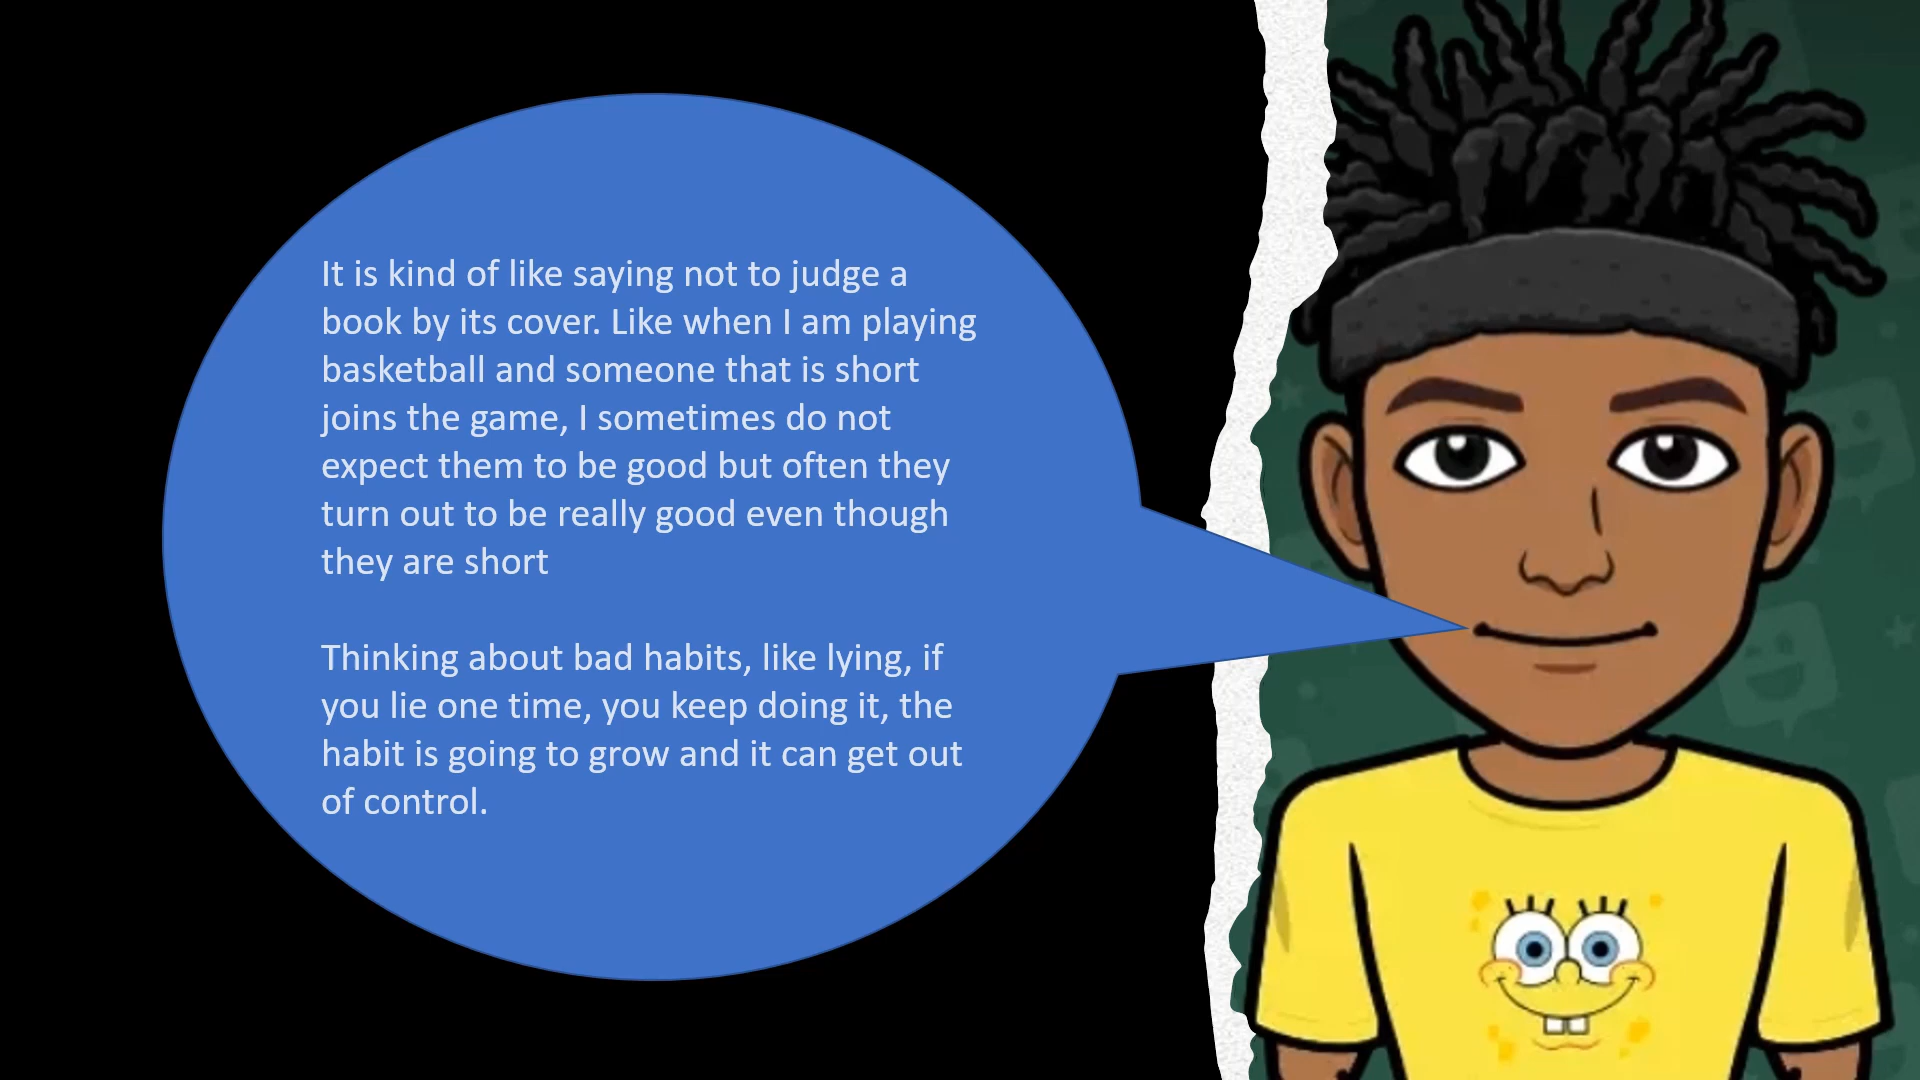 It is kind of like saying not to judge a
book by its cover. Like when I am playing
basketball and someone that is short
joins the game, I sometimes do not
expect them to be good but often they
turn out to be really good even though
they are short
Thinking about bad habits, like lying, if
you lie one time, you keep doing it, the
habit is going to grow and it can get out
of control.